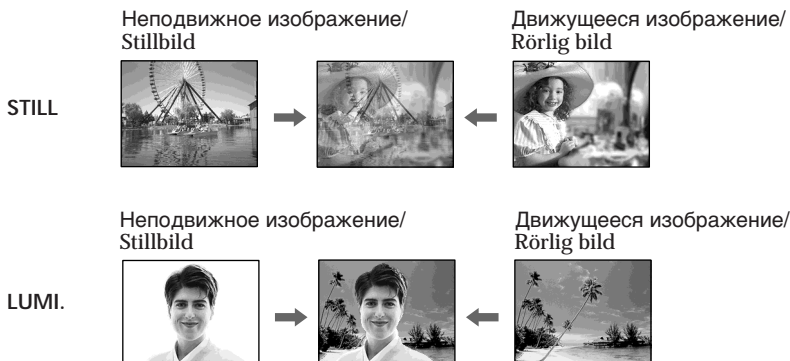 Неподвижное изображение/
Stillbild
Движущееся изображение/
Rörlig bild
STILL
Неподвижное изображение/
Stillbild
Движущееся изображение/
Rörlig bild
LUMI.